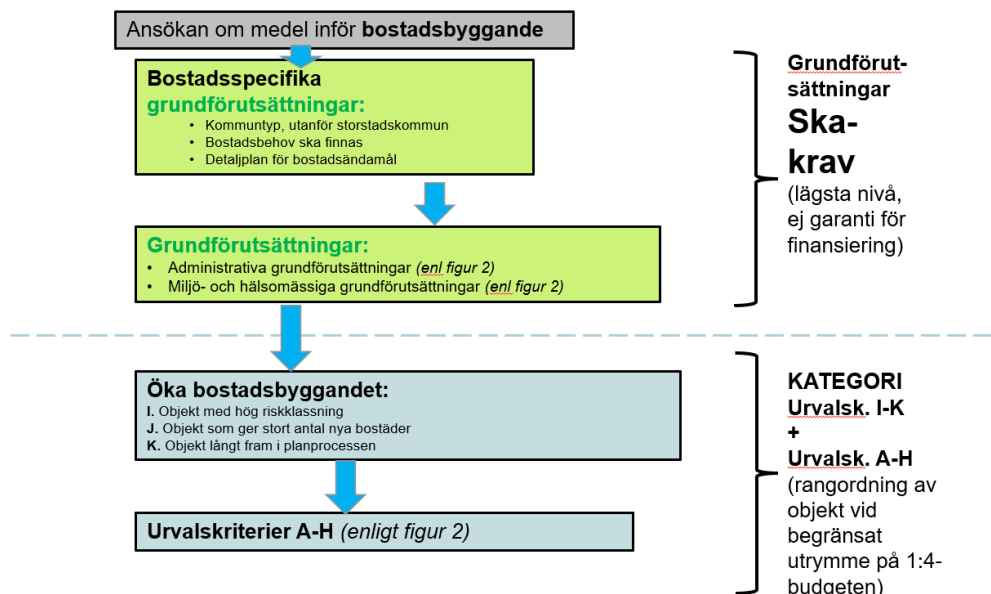 Ansökan om medel inför bostadsbyggande
Bostadsspecifika
grundförutsättningar:
• Kommuntyp, utanför storstadskommun
• Bostadsbehov ska finnas
• Detaljplan för bostadsändamål
Grundförutsättningar:
• Administrativa grundförutsättningar (enl figur 2)
• Miljö- och hälsomässiga grundförutsättningar (enl figur 2)
Grundförut-
sättningar
Ska-
krav
(lägsta nivå,
ej garanti för
finansiering)
Öka bostadsbyggandet:
I. Objekt med hög riskklassning
J. Objekt som ger stort antal nya bostäder
K. Objekt långt fram i planprocessen
Urvalskriterier A-H (enligt figur 2)
KATEGORI
Urvalsk. I-K
+
Urvalsk. A-H
(rangordning av
objekt vid
begränsat
utrymme på 1:4-
budgeten)